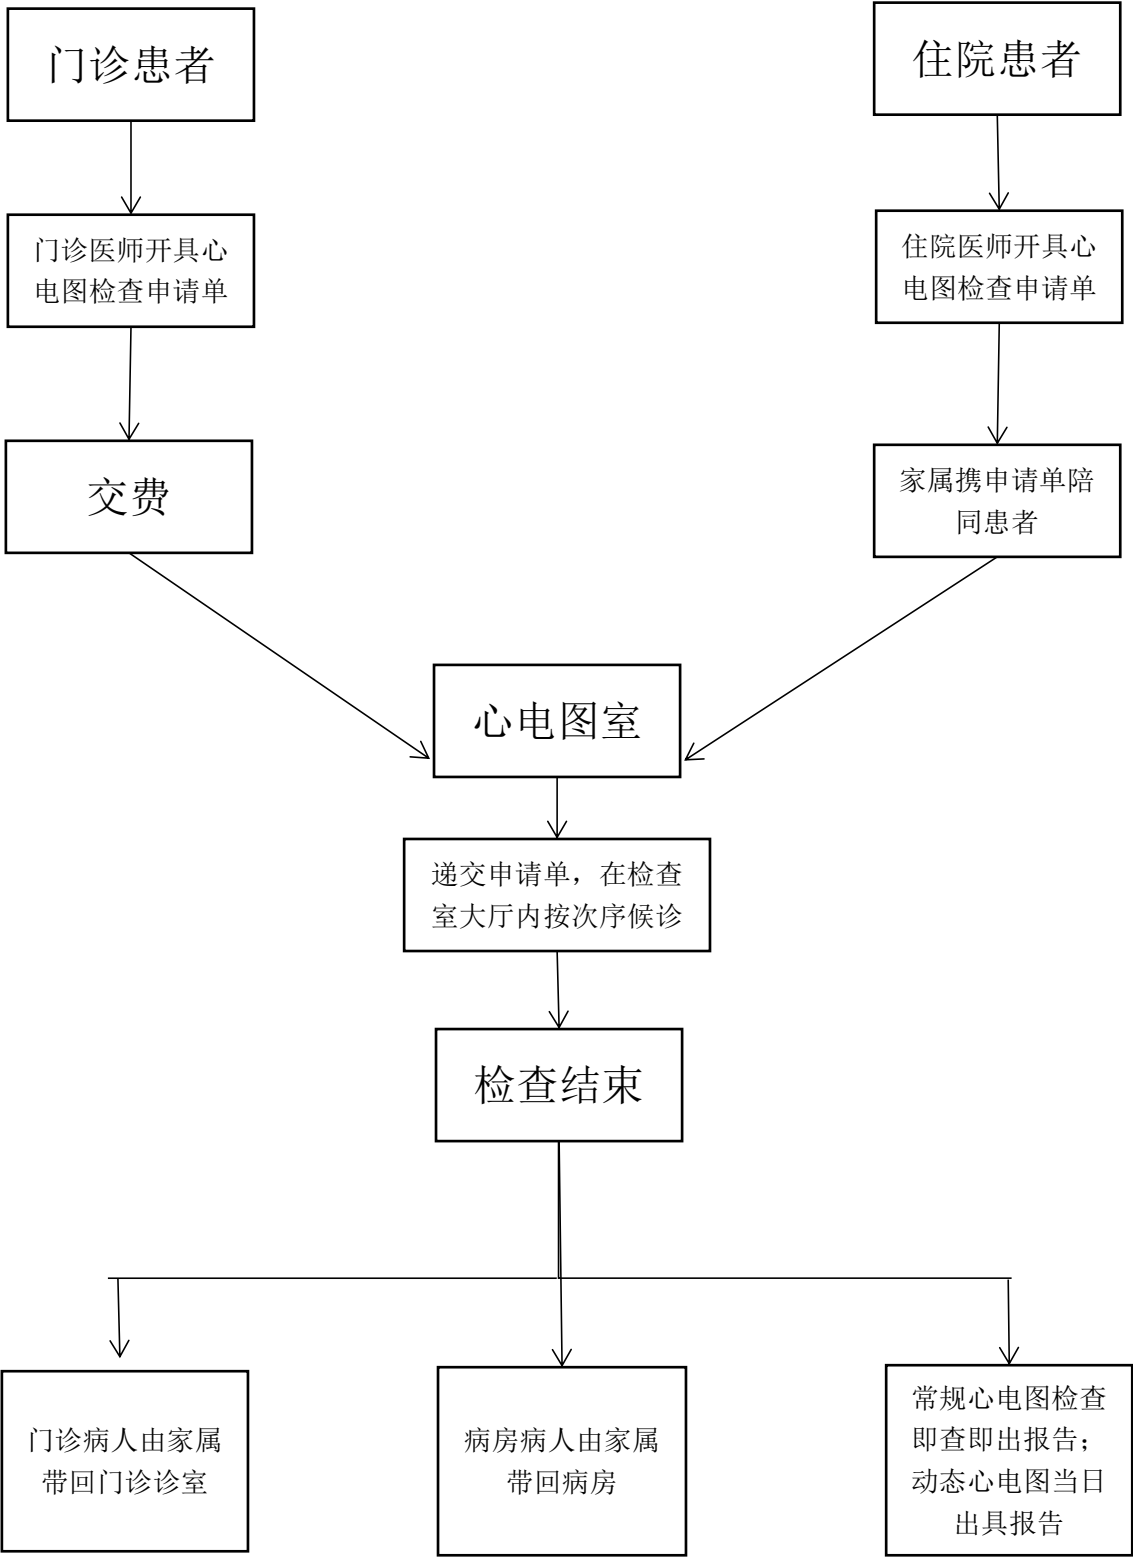 门诊患者
住院患者
门诊医师开具心
电图检查申请单
住院医师开具心
电图检查申请单
交费
家属携申请单陪
同患者
心电图室
递交申请单，在检查
室大厅内按次序候诊
检查结束
门诊病人由家属
带回门诊诊室
病房病人由家属
带回病房
常规心电图检查
即查即出报告；
动态心电图当日
出具报告